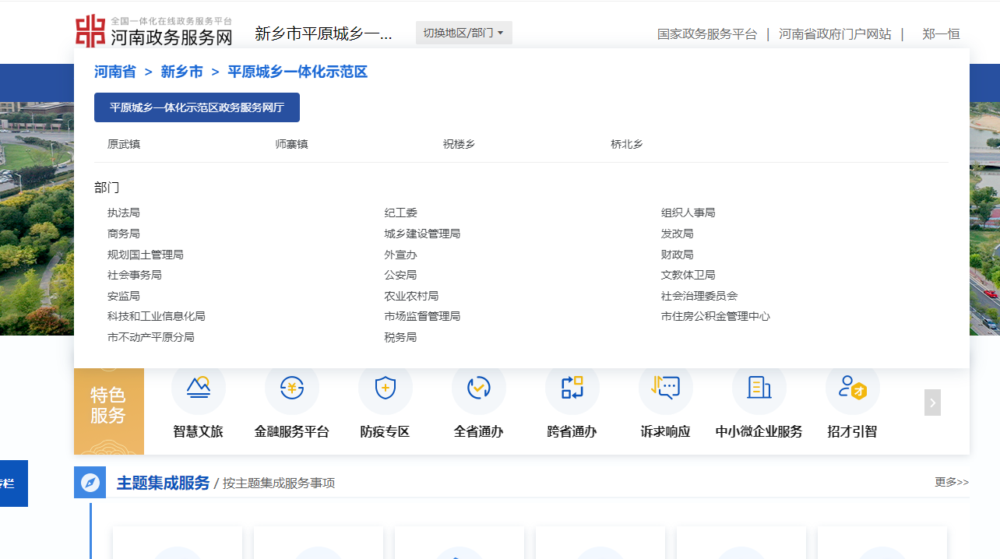 全国一体化在线政务服务平台
河南政务服务网
新乡市平原城乡一...
切换地区/部门
国家政务服务平台 | 河南省政府门户网站 | 郑一恒
河南省 > 新乡市 > 平原城乡一体化示范区
平原城乡一体化示范区政务服务网厅
原武镇 师寨镇 祝楼乡 桥北乡
部门
执法局 纪工委 组织人事局
商务局 城乡建设管理局 发改局
规划国土管理局 外宣办 财政局
社会事务局 公安局 文教体卫局
安监局 农业农村局 社会治理委员会
科技和工业信息化局 市场监督管理局 市住房公积金管理中心
市不动产平原分局 税务局
特色
服务
智慧文旅 金融服务平台 防疫专区 全省通办 跨省通办 诉求响应 中小微企业服务 招才引智
栏
主题集成服务 / 按主题集成服务事项
更多>>